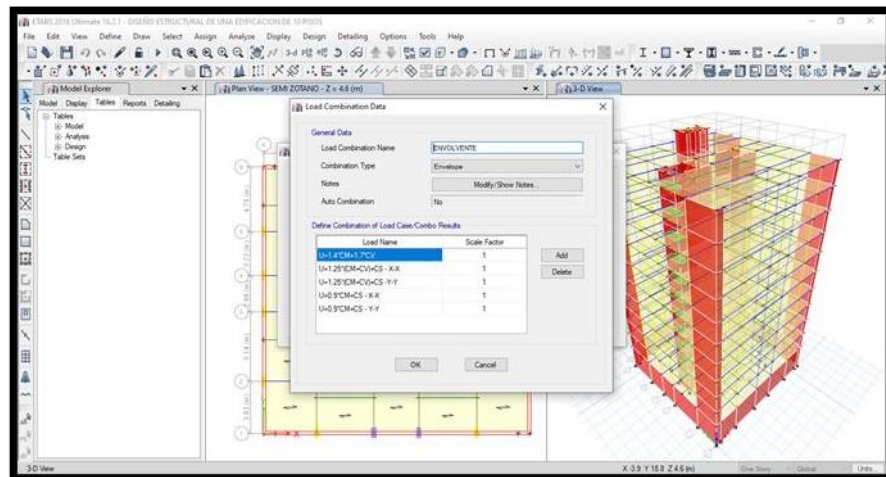 ETABS 2016 Ultimate 16.2.1 - DISEÑO ESTRUCTURAL DE UNA EDIFICACION DE 10 PISOS
File Edit View Define Draw Select Assign Analyze Display Design Detailing Options Tools Help
Model Explorer
Plan View - SEMI ZOTANO - Z = 4.6 (m)
3-D View
Model Display Tables Reports Detailing
Tables
Model
Analysis
Design
Table Sets
Load Combination Data
General Data
Load Combination Name ENVOLVENTE
Combination Type Envelope
Notes Modify/Show Notes...
Auto Combination No
Define Combination of Load Case/Combo Results
Load Name Scale Factor
U=1.4*CM+1.7*CV 1
U=1.25*(CM+CV)+CS - X-X 1
U=1.25*(CM+CV)+CS -Y-Y 1
U=0.9*CM+CS - X-X 1
U=0.9*CM+CS - Y-Y 1
Add
Delete
OK Cancel
3-D View
X -3.9 Y 18.8 Z 4.6 (m)
One Story Global Units...